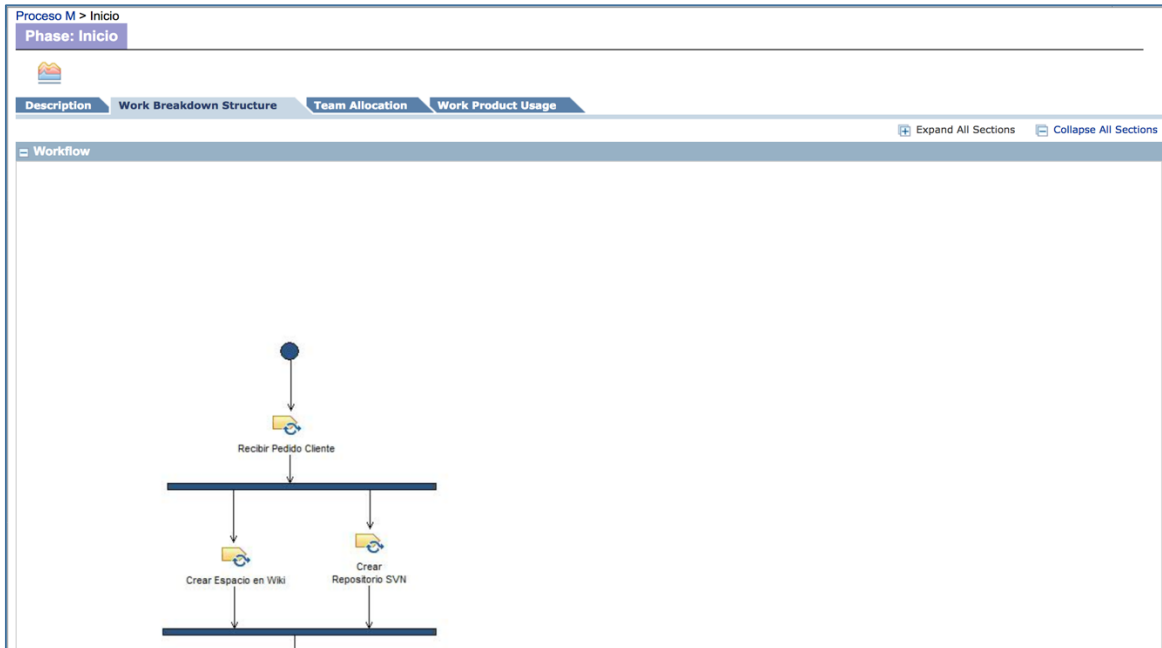 Proceso M > Inicio
Phase: Inicio
Description Work Breakdown Structure Team Allocation Work Product Usage
Expand All Sections Collapse All Sections
Workflow
Recibir Pedido Cliente
Crear Espacio en Wiki
Crear
Repositorio SVN